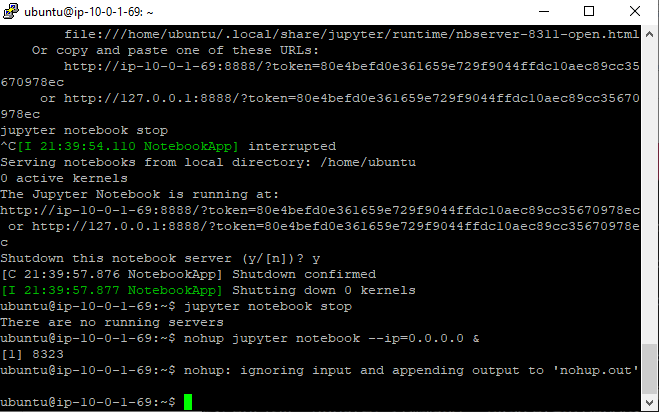 ubuntu@ip-10-0-1-69: ~
file:///home/ubuntu/.local/share/jupyter/runtime/nbserver-8311-open.html
Or copy and paste one of these URLs:
http://ip-10-0-1-69:8888/?token=80e4befd0e361659e729f9044ffdc10aec89cc35
670978ec
or http://127.0.0.1:8888/?token=80e4befd0e361659e729f9044ffdc10aec89cc35670
978ec
jupyter notebook stop
^C[I 21:39:54.110 NotebookApp] interrupted
Serving notebooks from local directory: /home/ubuntu
0 active kernels
The Jupyter Notebook is running at:
http://ip-10-0-1-69:8888/?token=80e4befd0e361659e729f9044ffdc10aec89cc35670978ec
or http://127.0.0.1:8888/?token=80e4befd0e361659e729f9044ffdc10aec89cc35670978e
c
Shutdown this notebook server (y/[n])? y
[C 21:39:57.876 NotebookApp] Shutdown confirmed
[I 21:39:57.877 NotebookApp] Shutting down 0 kernels
ubuntu@ip-10-0-1-69:~$ jupyter notebook stop
There are no running servers
ubuntu@ip-10-0-1-69:~$ nohup jupyter notebook --ip=0.0.0.0 &
[1] 8323
ubuntu@ip-10-0-1-69:~$ nohup: ignoring input and appending output to 'nohup.out'
ubuntu@ip-10-0-1-69:~$